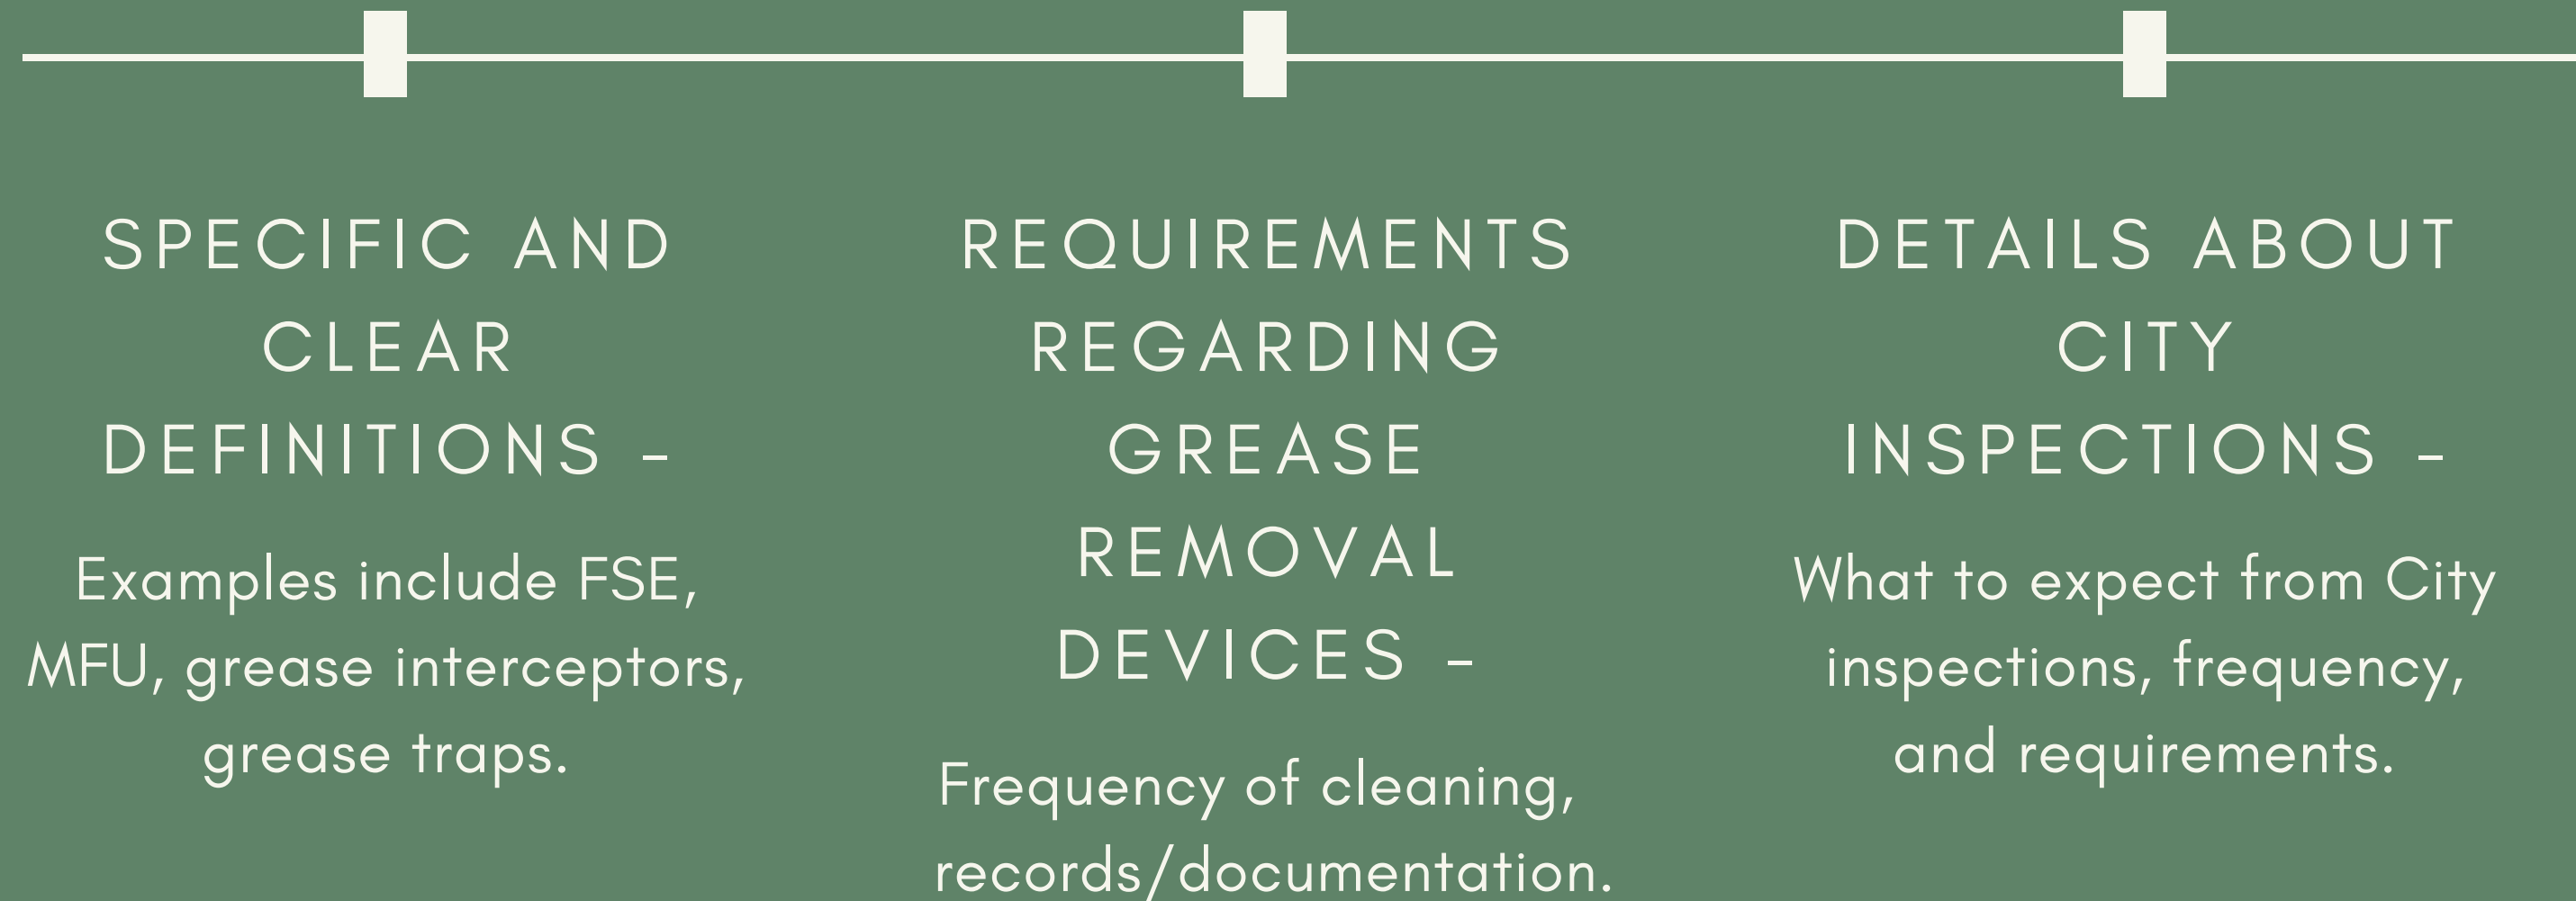 SPECIFIC AND
CLEAR
DEFINITIONS -
Examples include FSE,
MFU, grease interceptors,
grease traps.
REQUIREMENTS
REGARDING
GREASE
REMOVAL
DEVICES -
Frequency of cleaning,
records/documentation.
DETAILS ABOUT
CITY
INSPECTIONS -
What to expect from City
inspections, frequency,
and requirements.